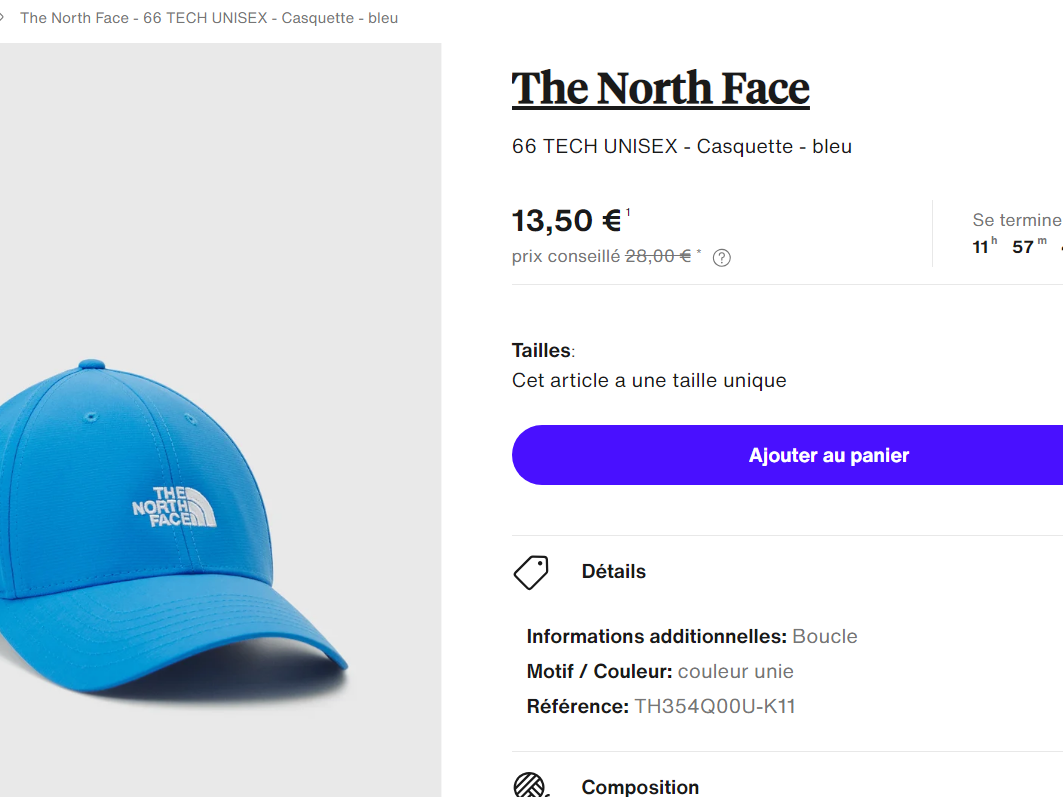 The North Face - 66 TECH UNISEX - Casquette - bleu
The North Face
66 TECH UNISEX - Casquette - bleu
13,50 € 1
prix conseillé 28,00 € * ?
Se termine
11 h 57 m
Tailles:
Cet article a une taille unique
Ajouter au panier
THE
NORTH
FACE
Détails
Informations additionnelles: Boucle
Motif / Couleur: couleur unie
Référence: TH354Q00U-K11
Composition